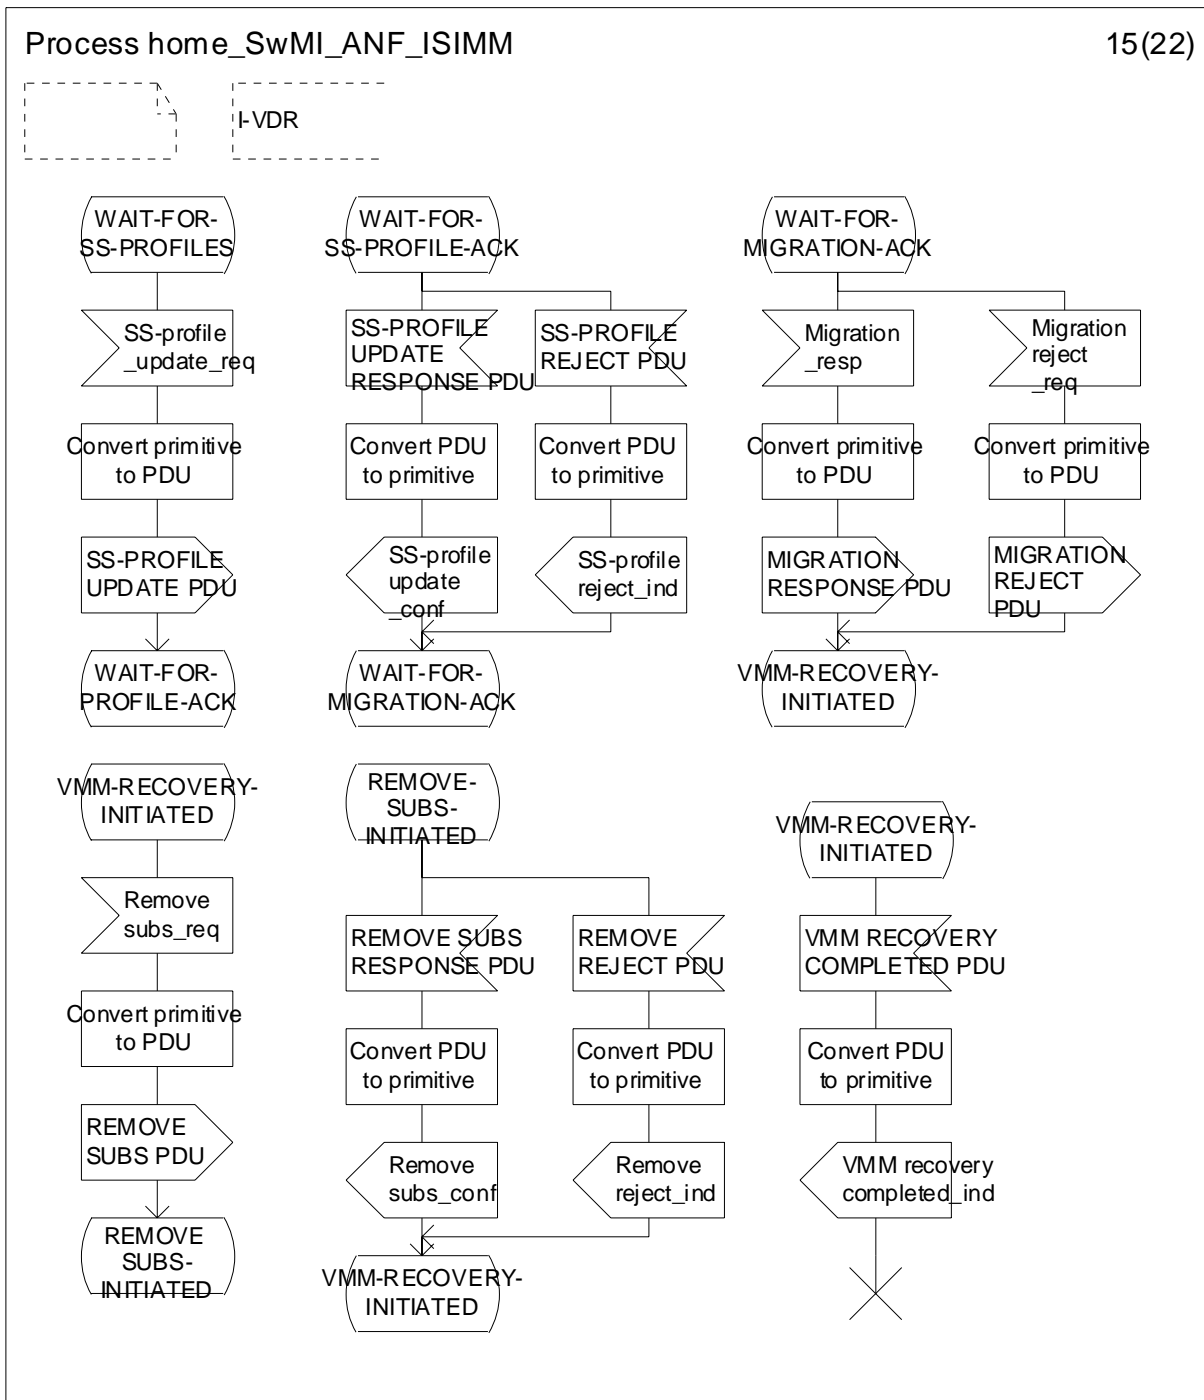 Process home_SwMI_ANF_ISIMM
15(22)
I-VDR
WAIT-FOR-
SS-PROFILES
SS-profile
_update_req
Convert primitive
to PDU
SS-PROFILE
UPDATE PDU
WAIT-FOR-
PROFILE-ACK
WAIT-FOR-
SS-PROFILE-ACK
SS-PROFILE
UPDATE
RESPONSE PDU
Convert PDU
to primitive
SS-profile
update
_conf
SS-PROFILE
REJECT PDU
Convert PDU
to primitive
SS-profile
reject_ind
WAIT-FOR-
MIGRATION-ACK
WAIT-FOR-
MIGRATION-ACK
Migration
_resp
Convert primitive
to PDU
MIGRATION
RESPONSE PDU
Migration
reject
_req
Convert primitive
to PDU
MIGRATION
REJECT
PDU
VMM-RECOVERY-
INITIATED
VMM-RECOVERY-
INITIATED
Remove
subs_req
Convert primitive
to PDU
REMOVE
SUBS PDU
REMOVE
SUBS-
INITIATED
REMOVE-
SUBS-
INITIATED
REMOVE SUBS
RESPONSE PDU
Convert PDU
to primitive
Remove
subs_conf
REMOVE
REJECT PDU
Convert PDU
to primitive
Remove
reject_ind
VMM-RECOVERY-
INITIATED
VMM-RECOVERY-
INITIATED
VMM RECOVERY
COMPLETED PDU
Convert PDU
to primitive
VMM recovery
completed_ind